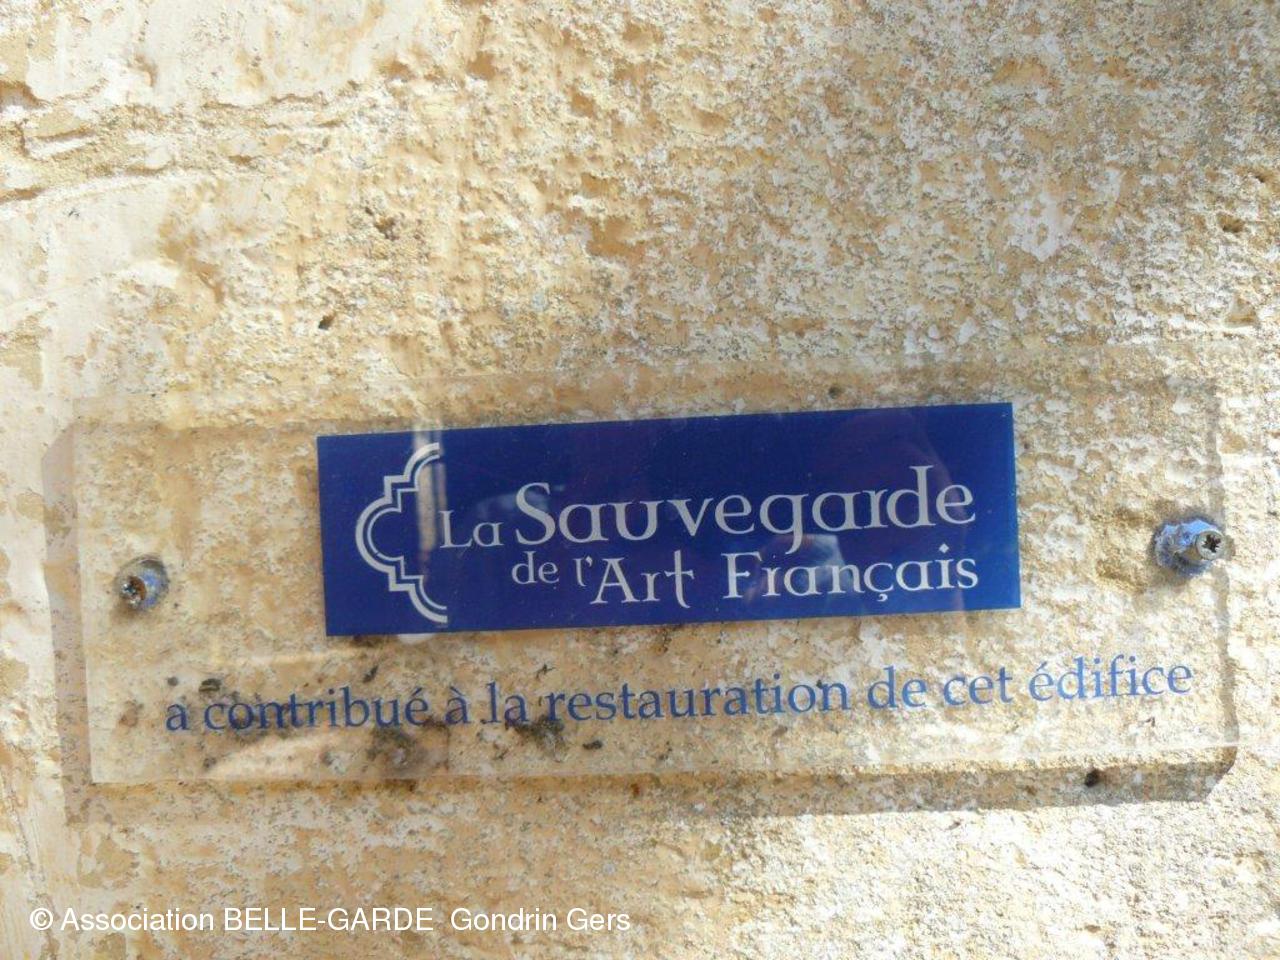 La Sauvegarde
de l'Art Français
a contribué à la restauration de cet édifice
© Association BELLE-GARDE Gondrin Gers